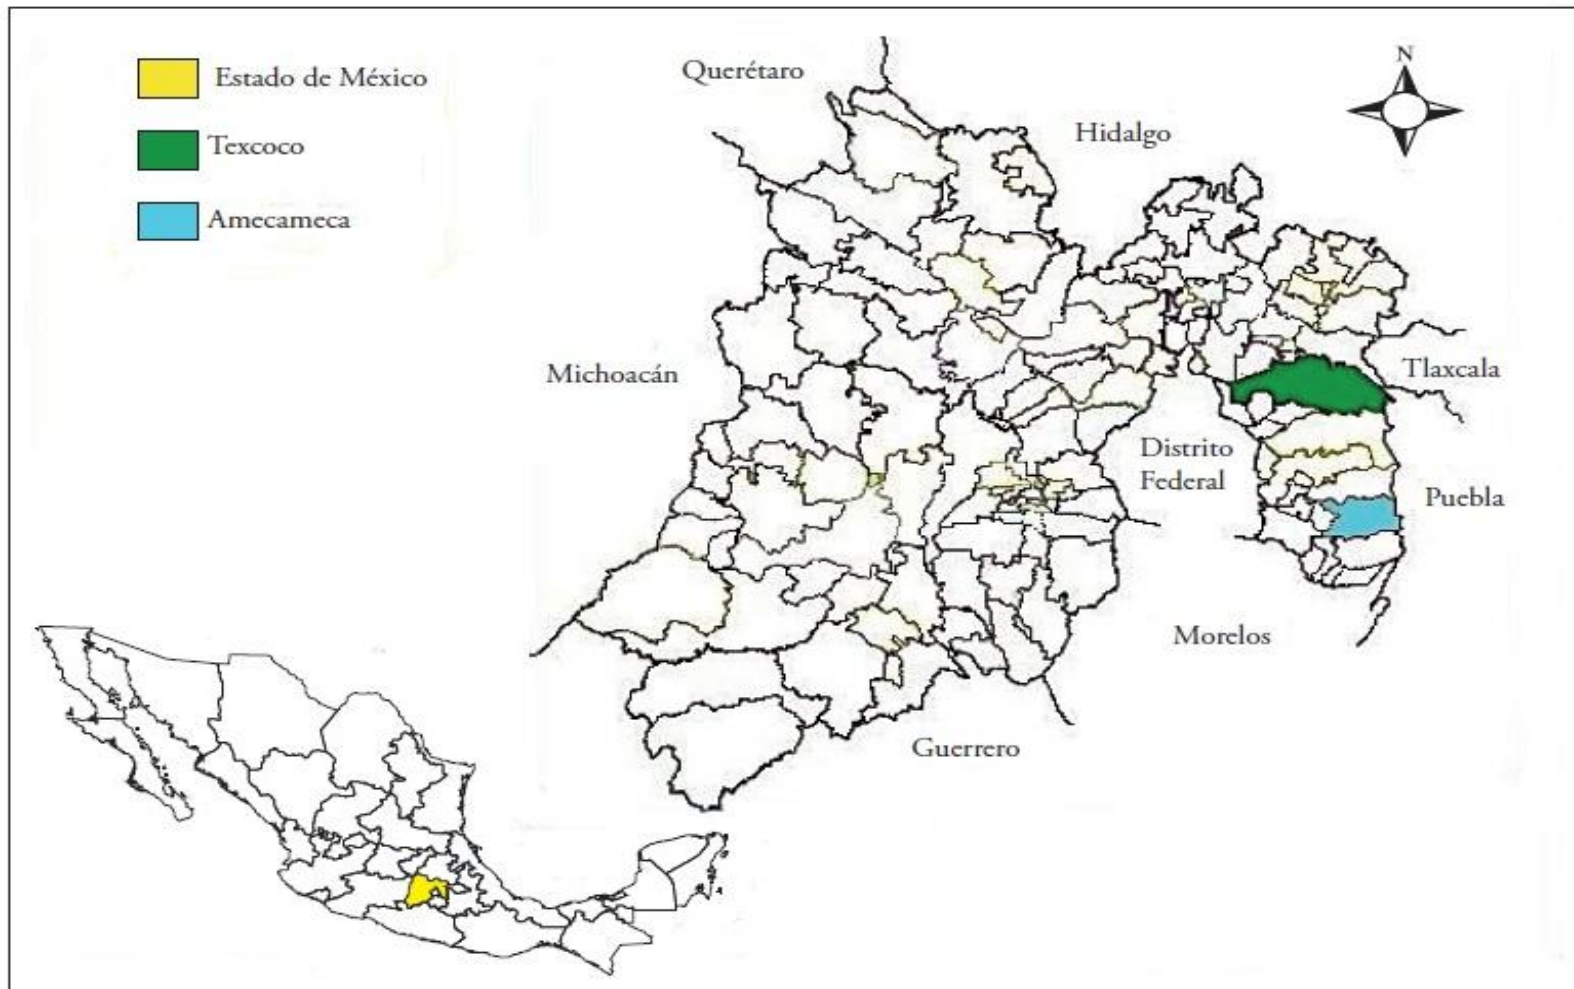 Estado de México
Texcoco
Amecameca
Querétaro
N
Hidalgo
Michoacán
Tlaxcala
Distrito
Federal
Puebla
Morelos
Guerrero